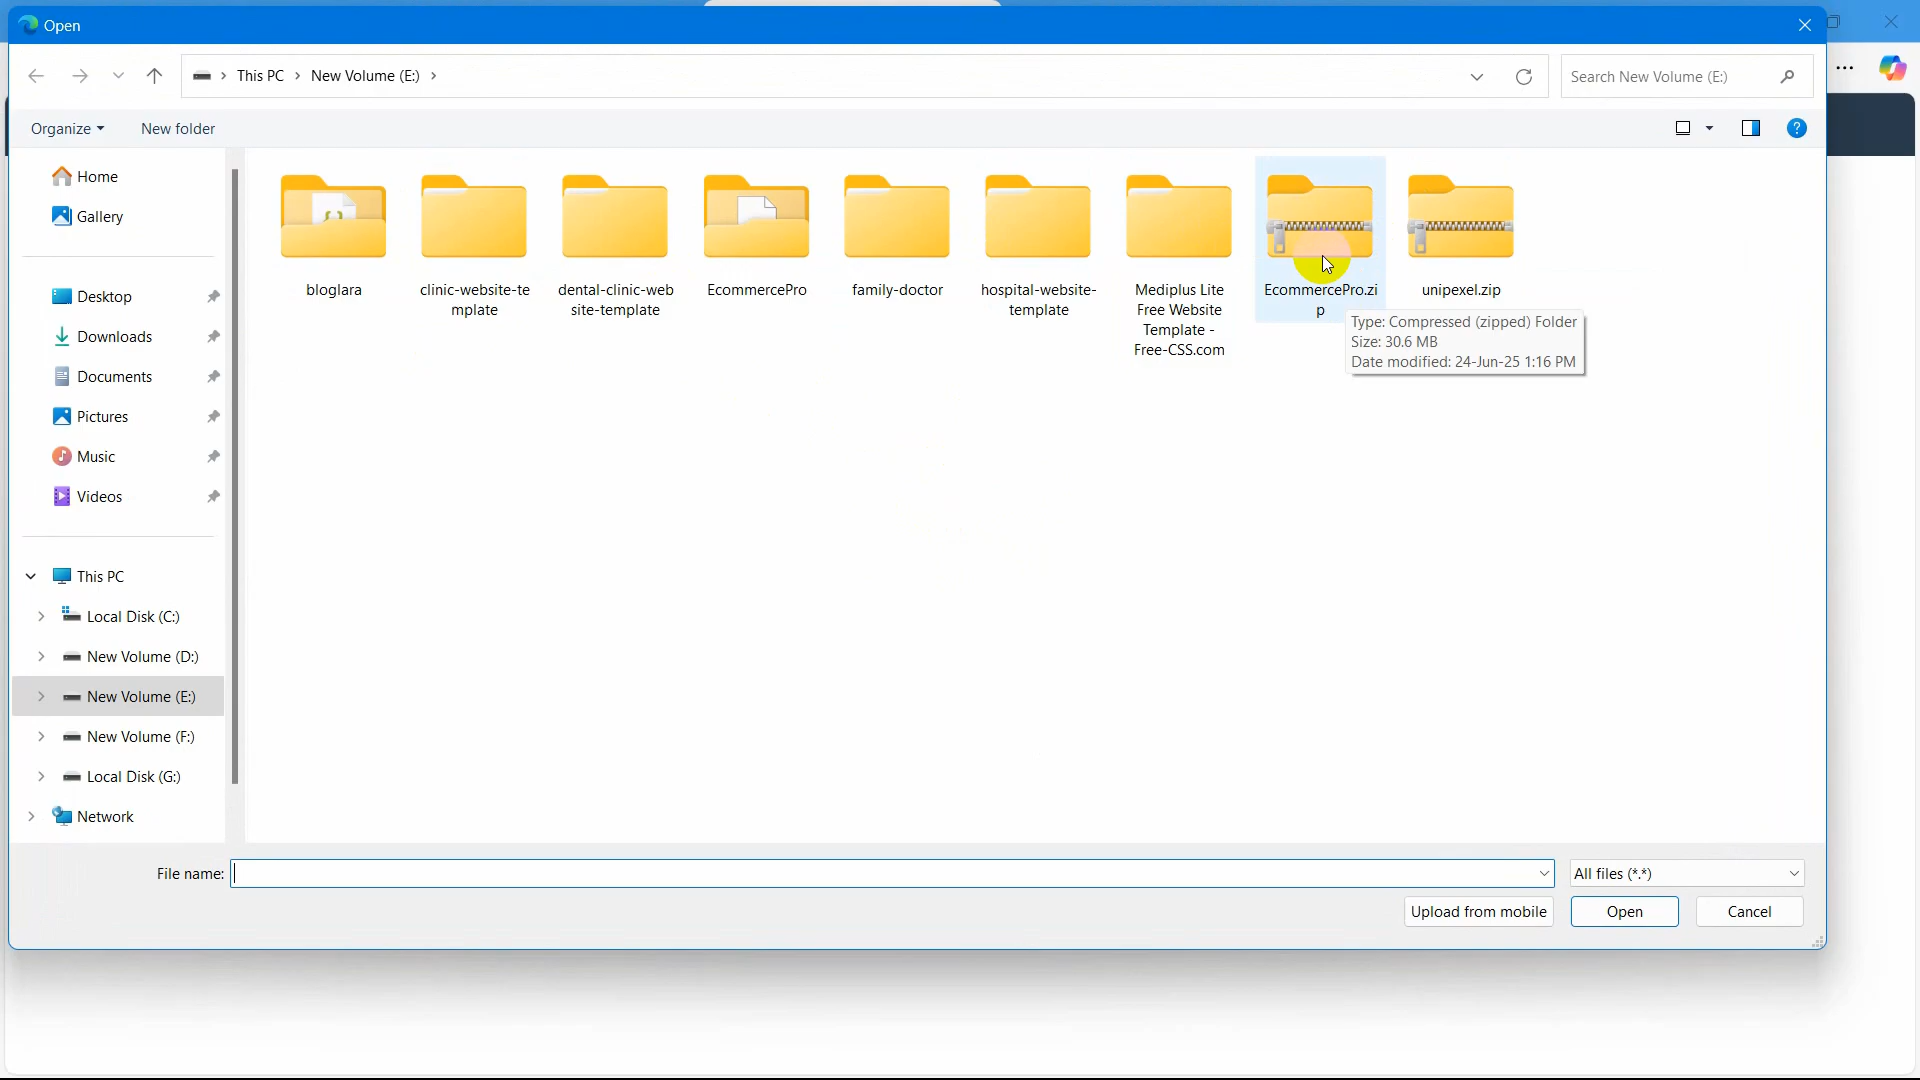 Open
This PC
New Volume (E:)
Search New Volume (E:)
Organize
New folder
Home
Gallery
Desktop
Downloads
Documents
Pictures
Music
Videos
This PC
Local Disk (C:)
New Volume (D:)
New Volume (E:)
New Volume (F:)
Local Disk (G:)
Network
bloglara
clinic-website-te
mplate
dental-clinic-web
site-template
EcommercePro
family-doctor
hospital-website-
template
Mediplus Lite
Free Website
Template -
Free-CSS.com
EcommercePro.zi
p
unipexel.zip
Type: Compressed (zipped) Folder
Size: 30.6 MB
Date modified: 24-Jun-25 1:16 PM
File name:
All files (*.*)
Upload from mobile
Open
Cancel